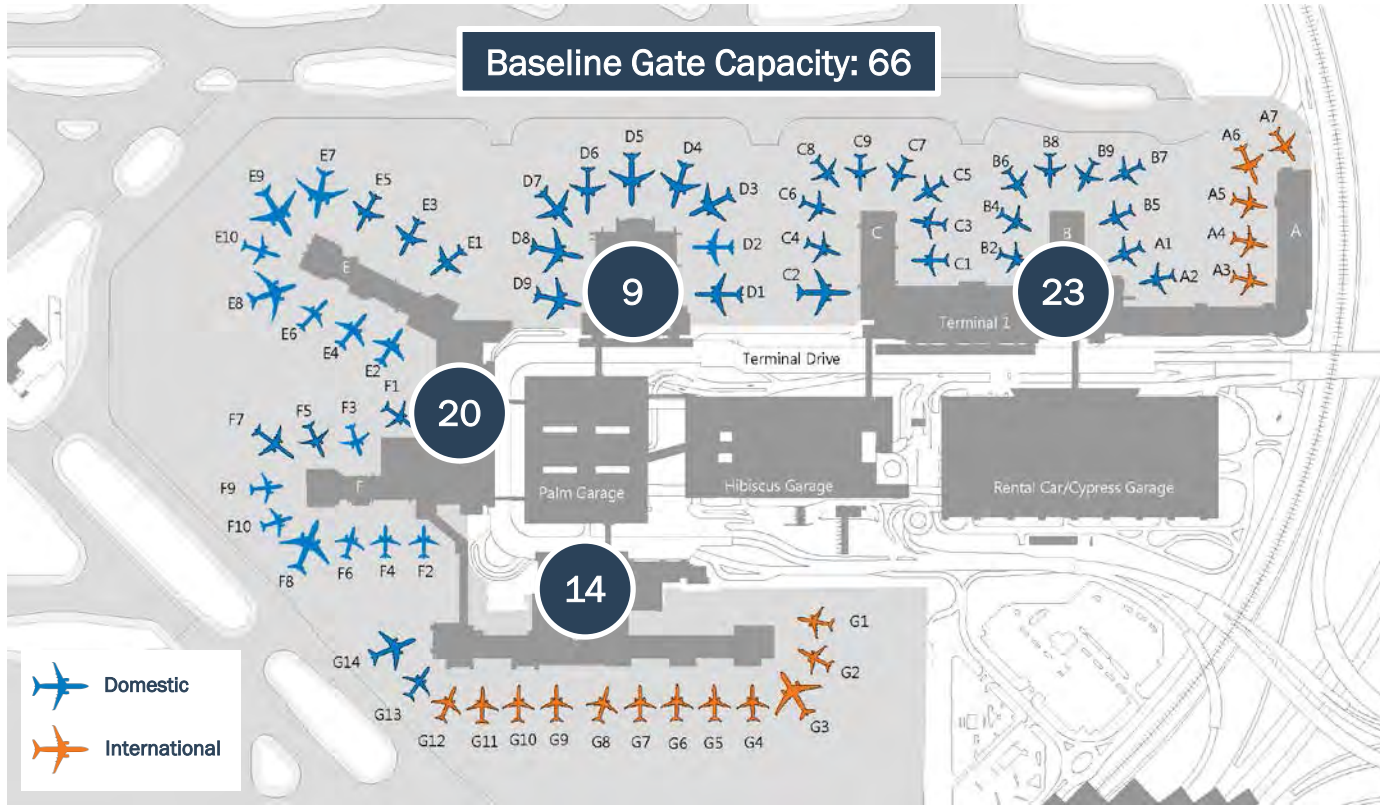 Baseline Gate Capacity: 66
A7
A6
A5
A4
A3
A
B8
B9
B7
B6
B5
B4
B2
B
A1
A2
C9
C7
C8
C5
C6
C3
C4
C1
C2
C
D5
D6
D4
D7
D3
D8
D2
D9
D1
9
23
Terminal 1
Terminal Drive
E7
E9
E5
E3
E10
E1
E
E8
E6
E4
E2
F1
20
F7
F5
F3
F9
F
F10
F8
F6
F4
F2
Palm Garage
Hibiscus Garage
Rental Car/Cypress Garage
14
G1
G2
G3
G14
G13
G12
G11
G10
G9
G8
G7
G6
G5
G4
Domestic
International